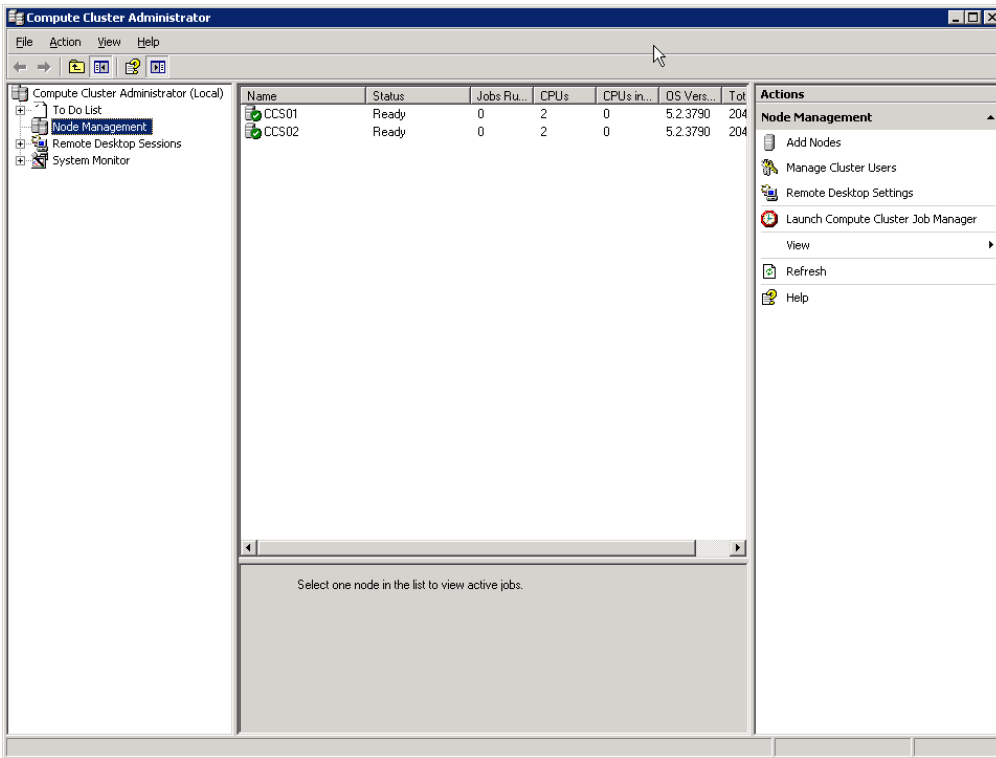 Compute Cluster Administrator
File Action View Help
Compute Cluster Administrator (Local)
To Do List
Node Management
Remote Desktop Sessions
System Monitor
Name Status Jobs Ru... CPUs CPUs in... OS Vers... Tot
CCS01 Ready 0 2 0 5.2.3790 204
CCS02 Ready 0 2 0 5.2.3790 204
Select one node in the list to view active jobs.
Actions
Node Management
Add Nodes
Manage Cluster Users
Remote Desktop Settings
Launch Compute Cluster Job Manager
View
Refresh
Help